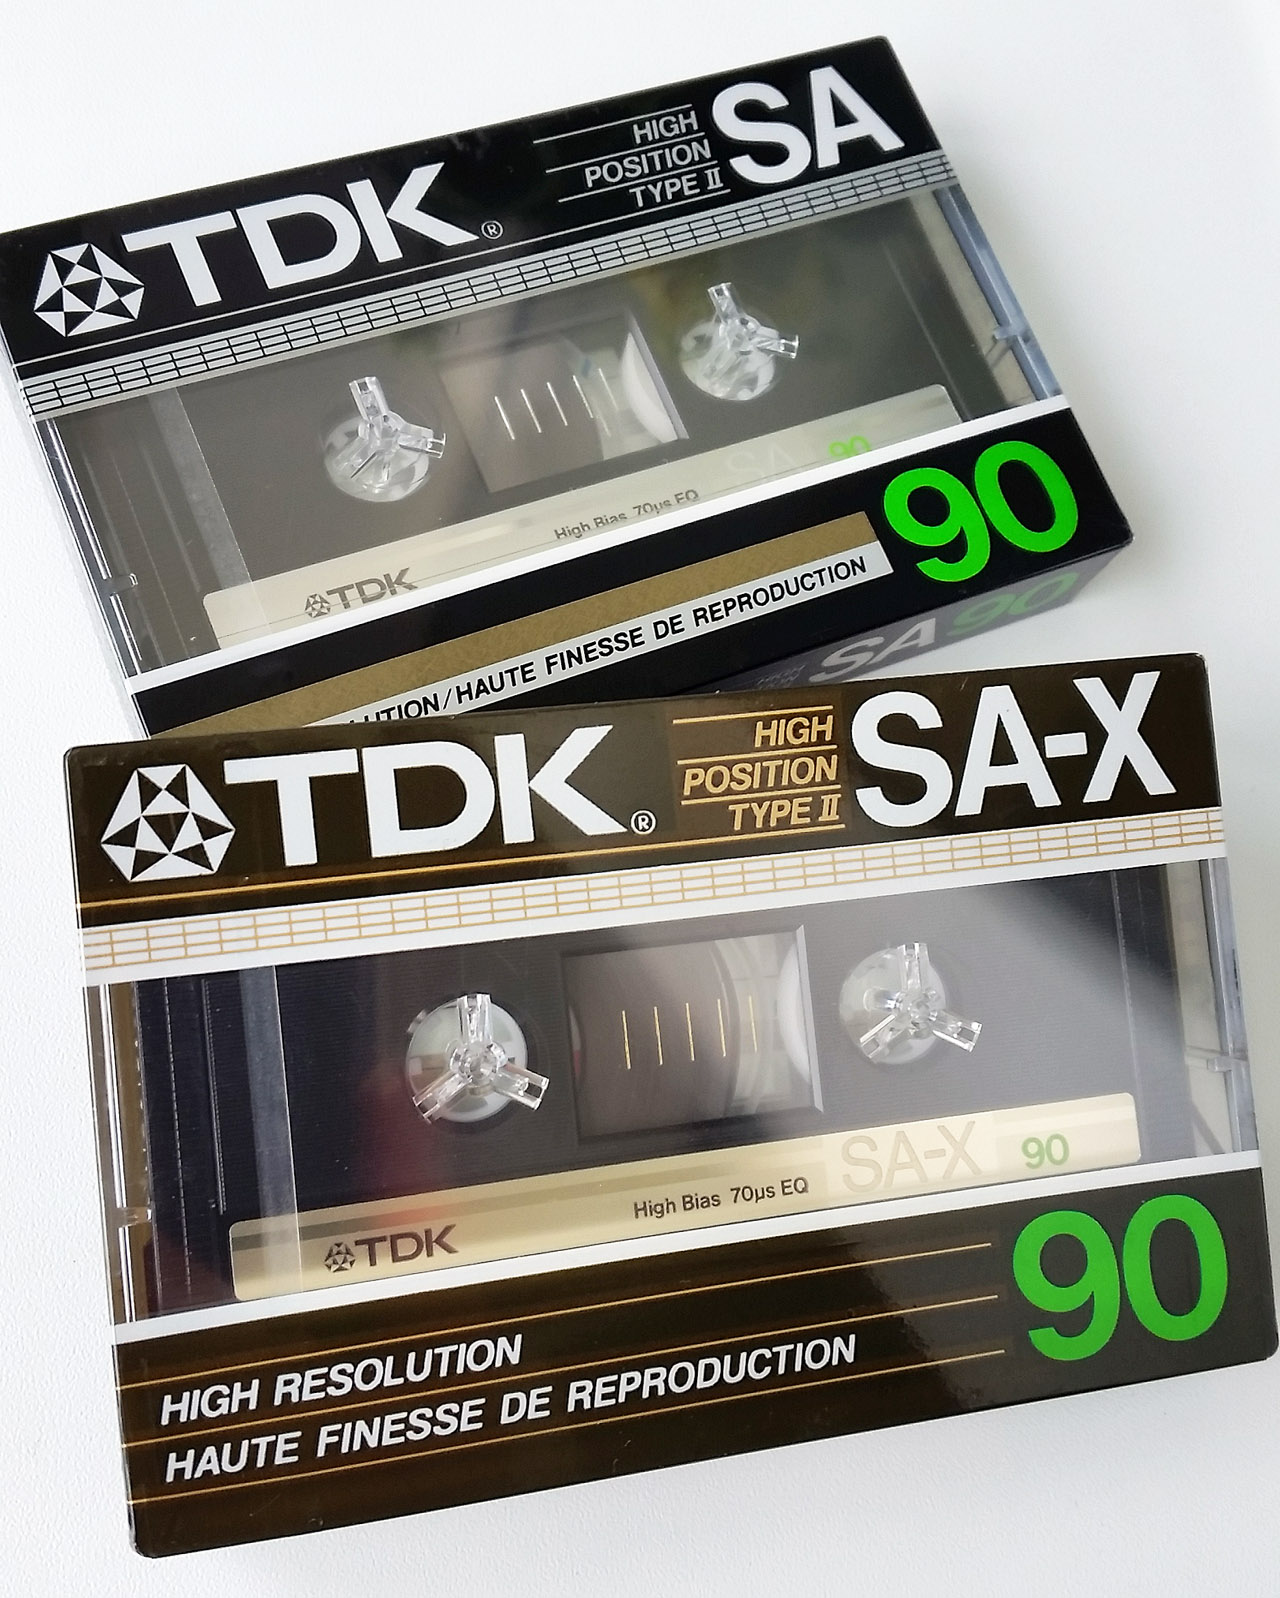 TDK®
HIGH
POSITION
TYPE II
SA
SA 90
High Bias 70µs EQ
TDK
90
LUTION/HAUTE FINESSE DE REPRODUCTION
SA 90
TDK®
HIGH
POSITION
TYPE II
SA-X
SA-X 90
High Bias 70µs EQ
TDK
90
HIGH RESOLUTION
HAUTE FINESSE DE REPRODUCTION